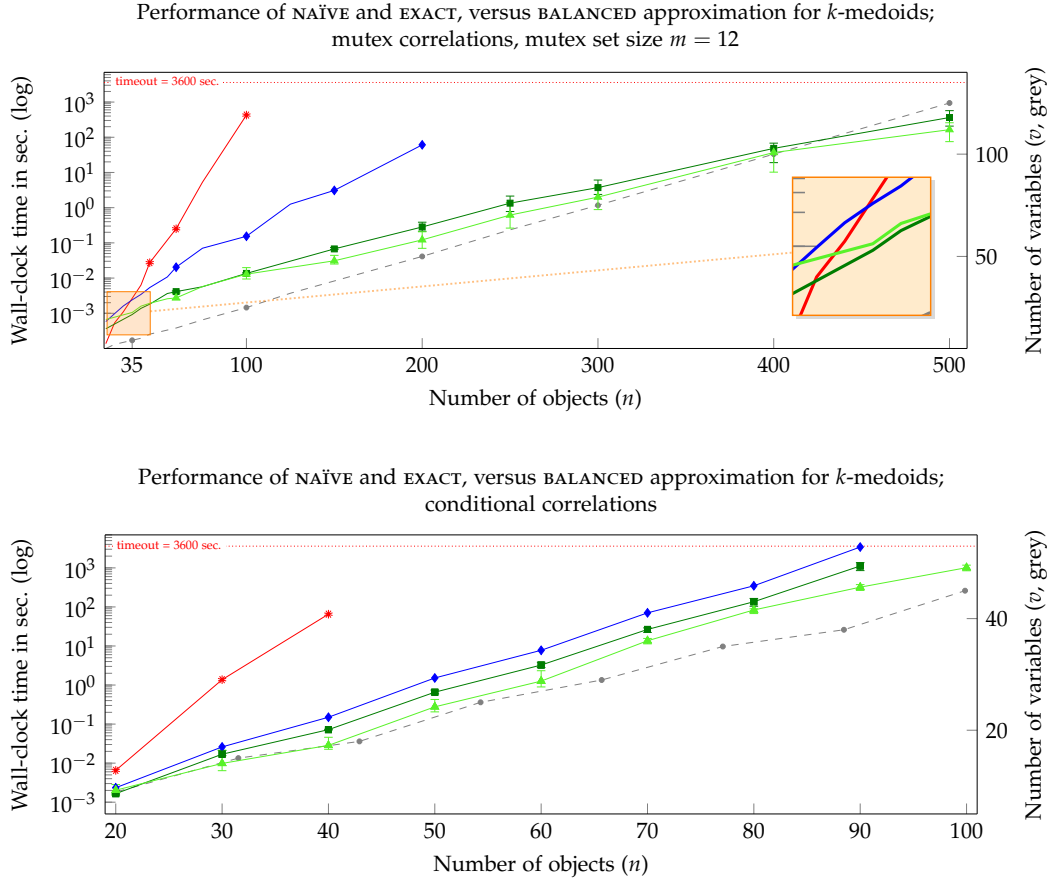 Performance of NAÏVE and EXACT, versus BALANCED approximation for k-medoids;
mutex correlations, mutex set size m = 12
timeout = 3600 sec.
Wall-clock time in sec. (log)
10³
10²
10¹
10⁰
10⁻¹
10⁻²
10⁻³
100
50
Number of variables (v, grey)
35 100 200 300 400 500
Number of objects (n)
Performance of NAÏVE and EXACT, versus BALANCED approximation for k-medoids;
conditional correlations
timeout = 3600 sec.
Wall-clock time in sec. (log)
10³
10²
10¹
10⁰
10⁻¹
10⁻²
10⁻³
40
20
Number of variables (v, grey)
20 30 40 50 60 70 80 90 100
Number of objects (n)